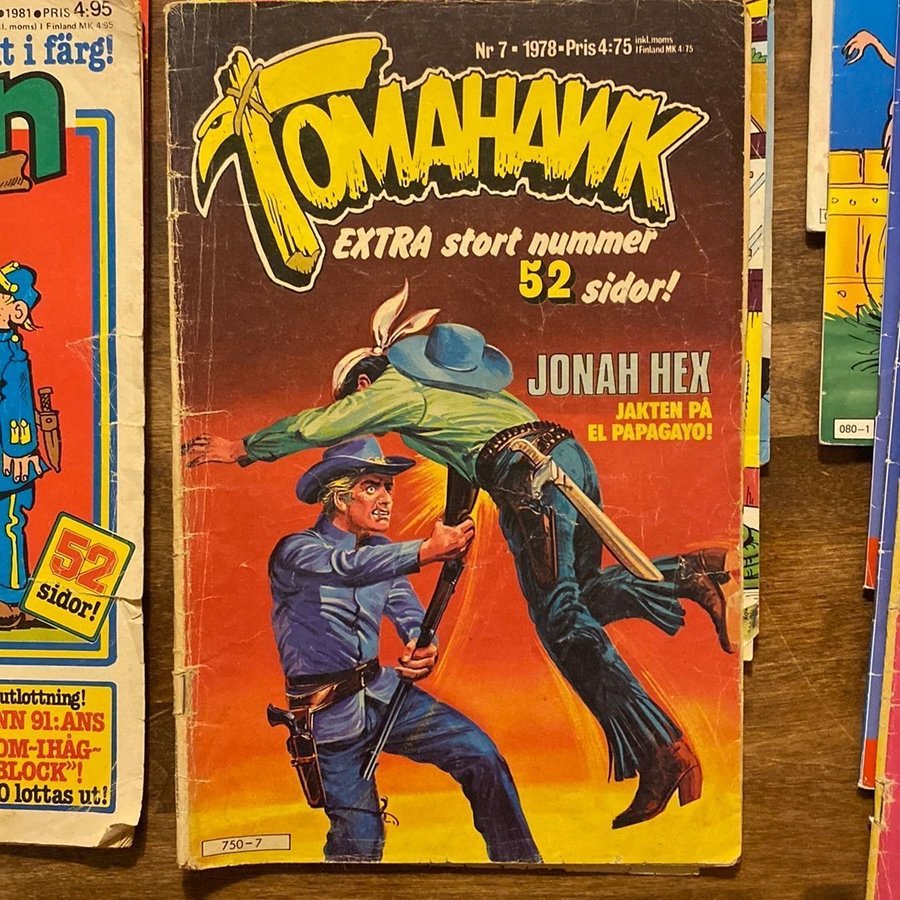 1981 • PRIS 4:95
kl. moms) I Finland MK 4:95
t i färg!
n
52
sidor!
utlottning!
NN 91:ANS
OM-IHÅG-
BLOCK"!
0 lottas ut!
Nr 7 • 1978 • Pris 4:75 inkl. moms
I Finland MK 4:75
TOMAHAWK
EXTRA stort nummer
52 sidor!
JONAH HEX
JAKTEN PÅ
EL PAPAGAYO!
750-7
080-1